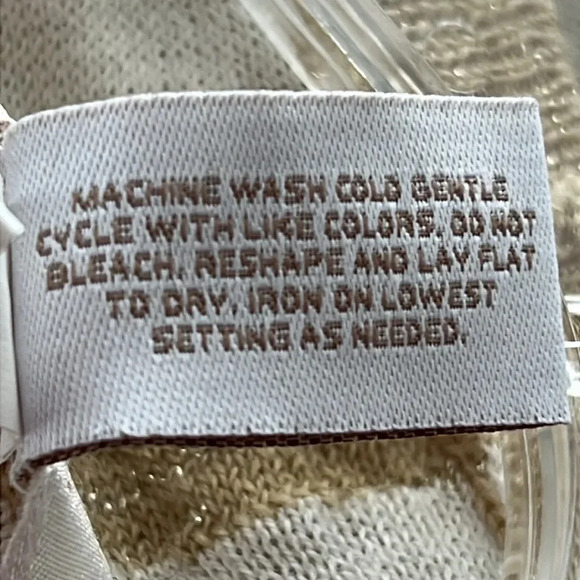 MACHINE WASH COLD GENTLE
CYCLE WITH LIKE COLORS. DO NOT
BLEACH. RESHAPE AND LAY FLAT
TO DRY. IRON ON LOWEST
SETTING AS NEEDED.